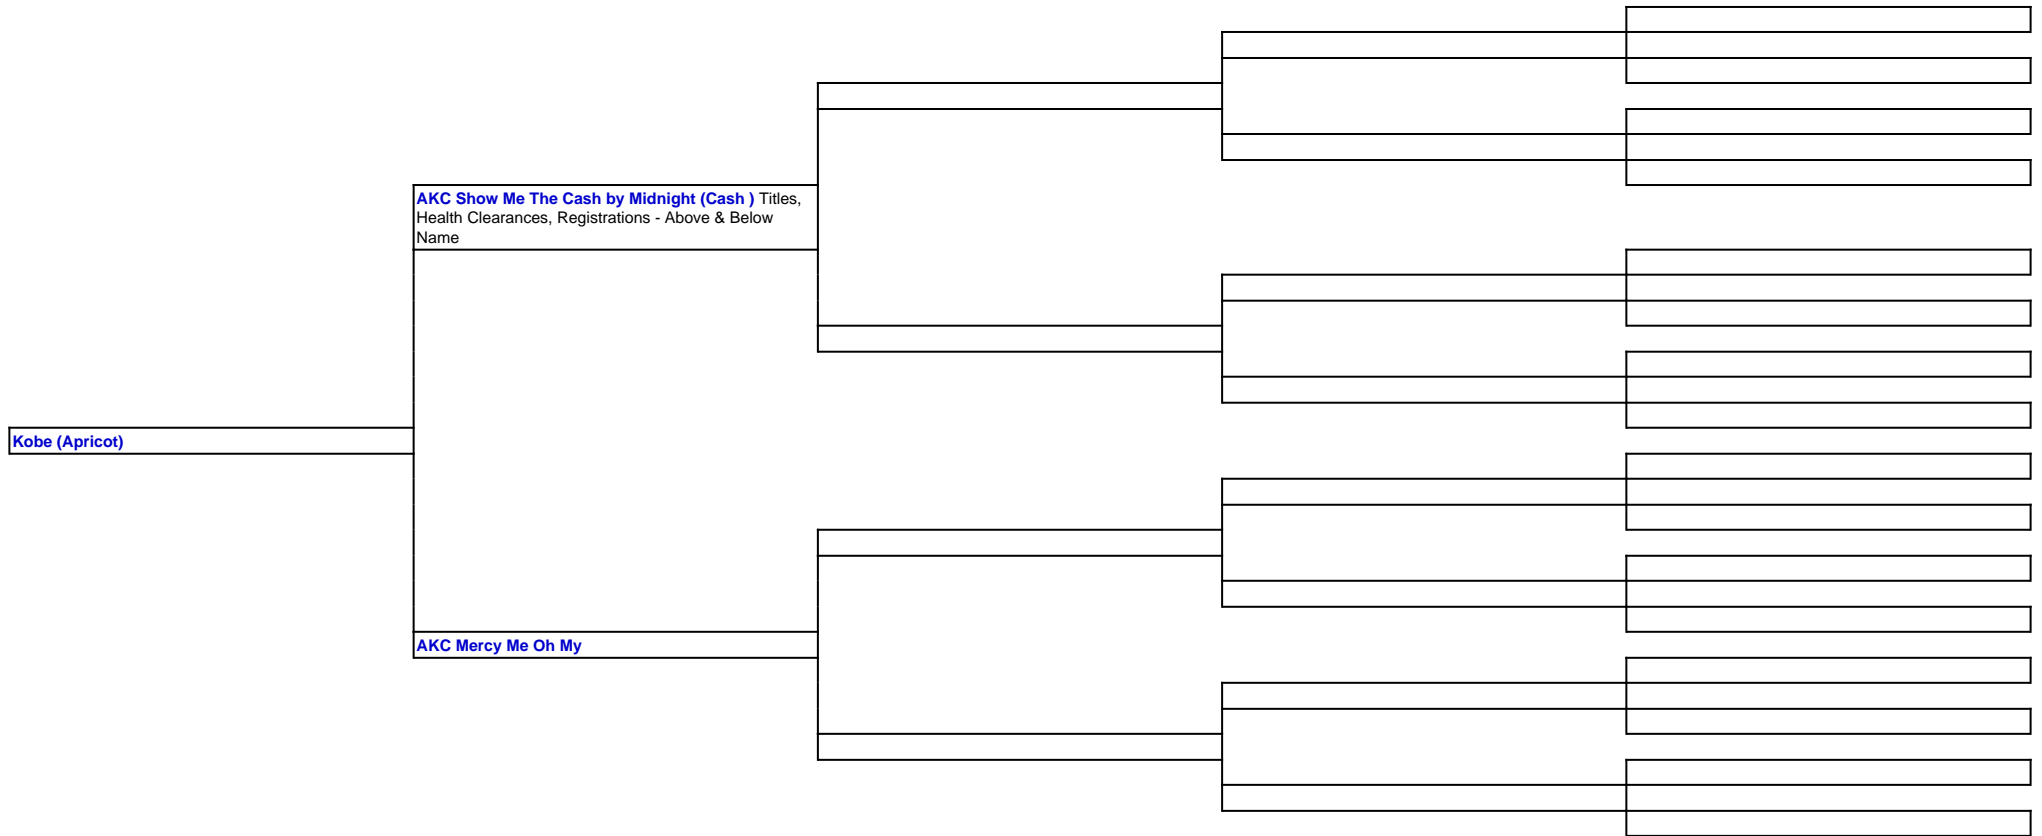 AKC Show Me The Cash by Midnight (Cash ) Titles,
Health Clearances, Registrations - Above & Below
Name
Kobe (Apricot)
AKC Mercy Me Oh My